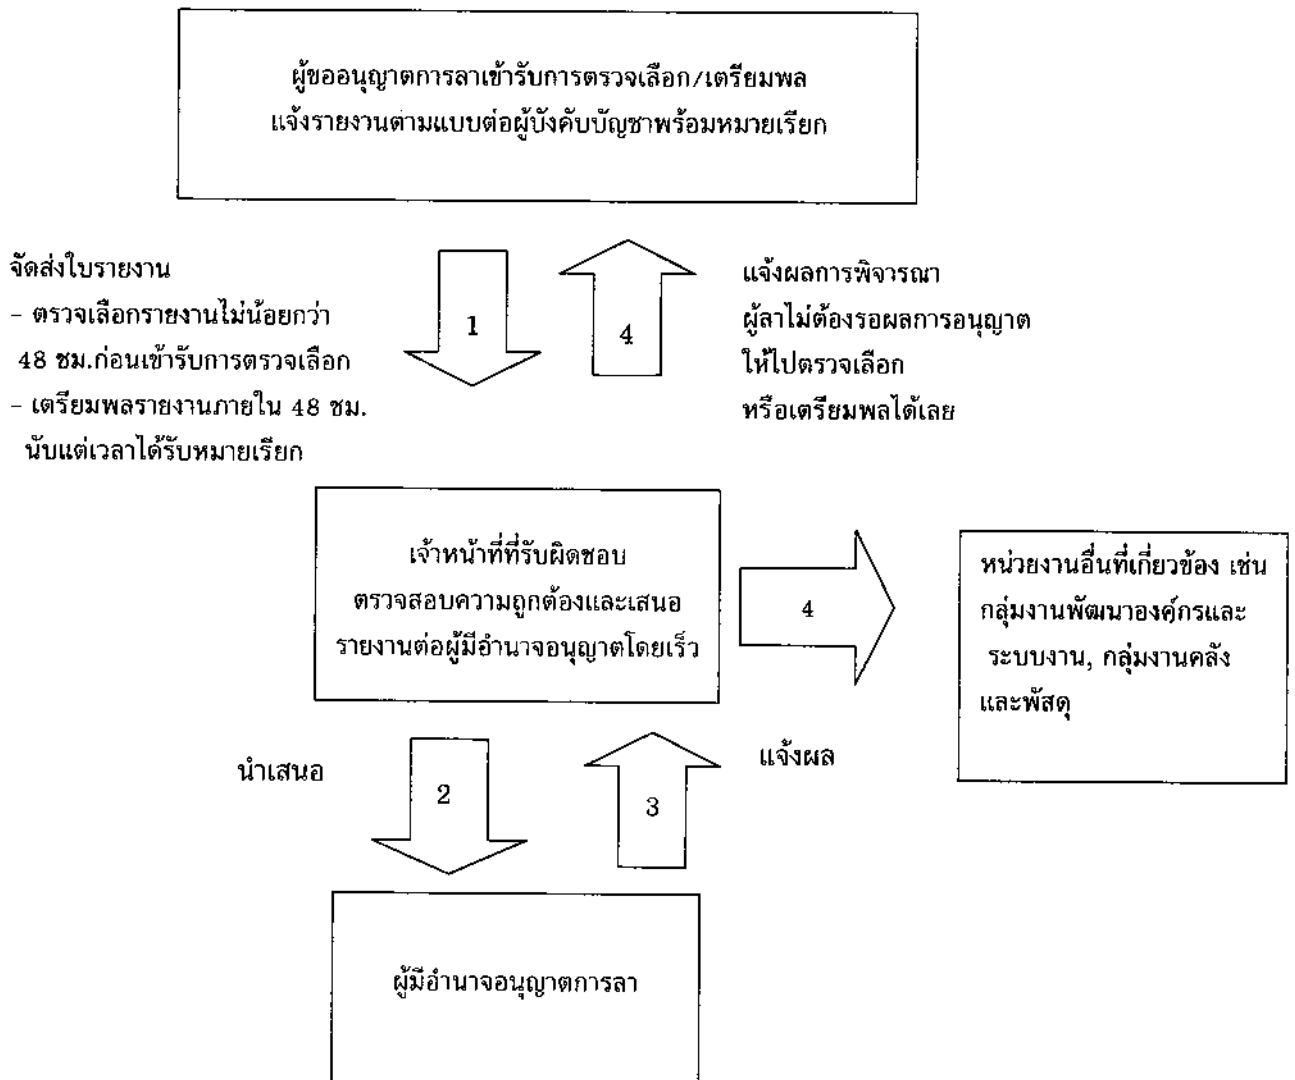 ผู้ขออนุญาตการลาเข้ารับการตรวจเลือก/เตรียมพล
แจ้งรายงานตามแบบต่อผู้บังคับบัญชาพร้อมหมายเรียก
จัดส่งใบรายงาน
- ตรวจเลือกรายงานไม่น้อยกว่า
48 ชม.ก่อนเข้ารับการตรวจเลือก
- เตรียมพลรายงานภายใน 48 ชม.
นับแต่เวลาได้รับหมายเรียก
1
4
แจ้งผลการพิจารณา
ผู้ลาไม่ต้องรอผลการอนุญาต
ให้ไปตรวจเลือก
หรือเตรียมพลได้เลย
เจ้าหน้าที่ที่รับผิดชอบ
ตรวจสอบความถูกต้องและเสนอ
รายงานต่อผู้มีอำนาจอนุญาตโดยเร็ว
4
หน่วยงานอื่นที่เกี่ยวข้อง เช่น
กลุ่มงานพัฒนาองค์กรและ
ระบบงาน, กลุ่มงานคลัง
และพัสดุ
นำเสนอ
2
3
แจ้งผล
ผู้มีอำนาจอนุญาตการลา